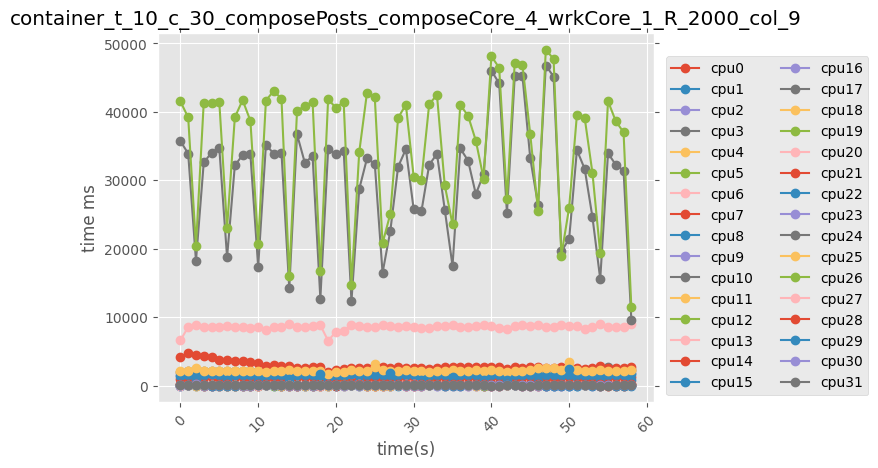 container_t_10_c_30_composePosts_composeCore_4_wrkCore_1_R_2000_col_9
50000
40000
30000
20000
10000
0
time ms
0 10 20 30 40 50 60
time(s)
cpu0 cpu16
cpu1 cpu17
cpu2 cpu18
cpu3 cpu19
cpu4 cpu20
cpu5 cpu21
cpu6 cpu22
cpu7 cpu23
cpu8 cpu24
cpu9 cpu25
cpu10 cpu26
cpu11 cpu27
cpu12 cpu28
cpu13 cpu29
cpu14 cpu30
cpu15 cpu31